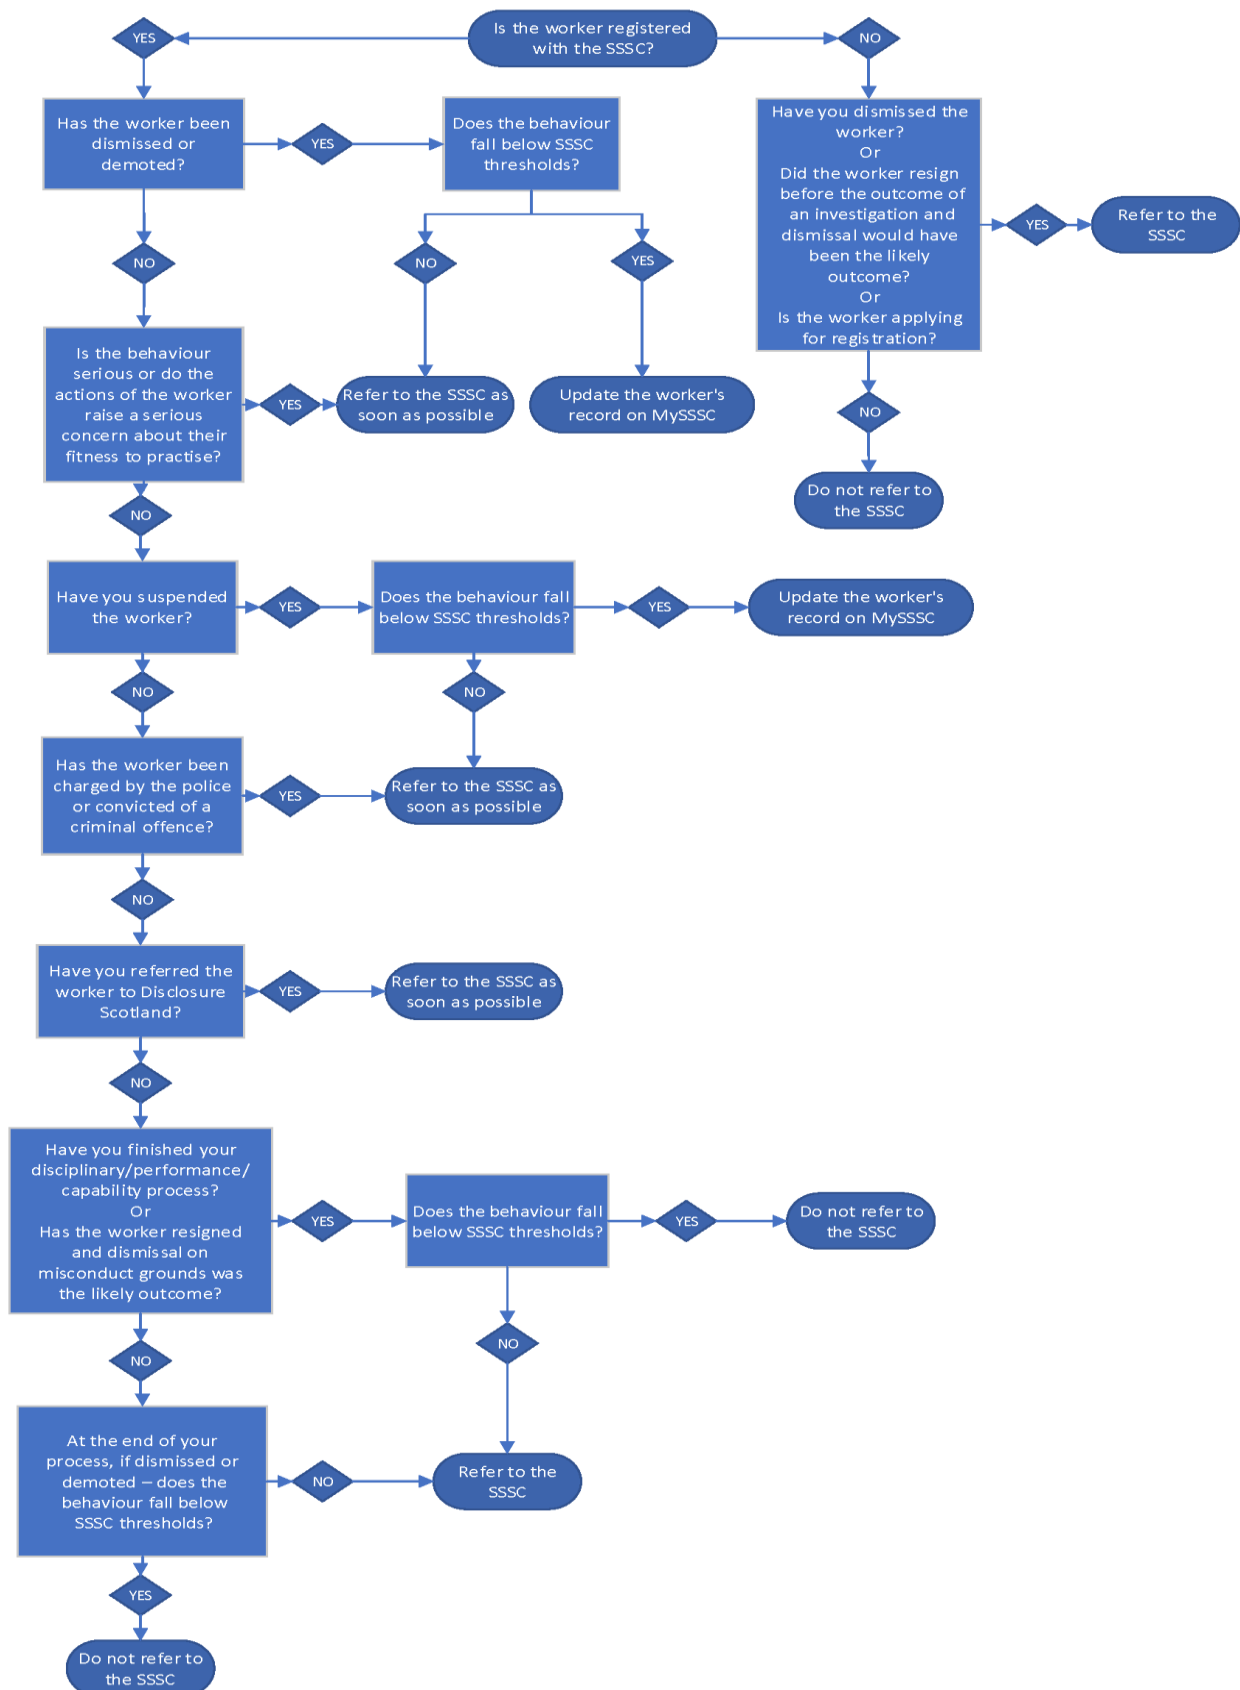 Is the worker registered
with the SSSC?
YES
NO
Has the worker been
dismissed or
demoted?
YES
Does the behaviour
fall below SSSC
thresholds?
Have you dismissed the
worker?
Or
Did the worker resign
before the outcome of
an investigation and
dismissal would have
been the likely
outcome?
Or
Is the worker applying
for registration?
YES
Refer to the
SSSC
NO
NO
YES
Is the behaviour
serious or do the
actions of the worker
raise a serious
concern about their
fitness to practise?
YES
Refer to the SSSC as
soon as possible
Update the worker's
record on MySSSC
NO
Do not refer to
the SSSC
NO
Have you suspended
the worker?
YES
Does the behaviour fall
below SSSC thresholds?
YES
Update the worker's
record on MySSSC
NO
NO
Has the worker been
charged by the police
or convicted of a
criminal offence?
YES
Refer to the SSSC as
soon as possible
NO
Have you referred the
worker to Disclosure
Scotland?
YES
Refer to the SSSC as
soon as possible
NO
Have you finished your
disciplinary/performance/
capability process?
Or
Has the worker resigned
and dismissal on
misconduct grounds was
the likely outcome?
YES
Does the behaviour fall
below SSSC thresholds?
YES
Do not refer to
the SSSC
NO
NO
At the end of your
process, if dismissed or
demoted – does the
behaviour fall below
SSSC thresholds?
NO
Refer to the
SSSC
YES
Do not refer to
the SSSC